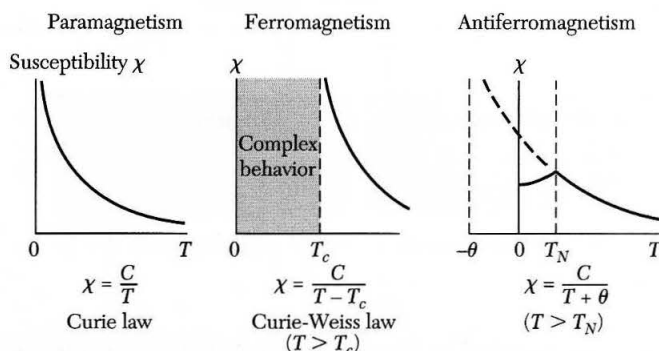 Paramagnetism
Susceptibility χ
0
T
χ = C/T
Curie law
Ferromagnetism
χ
Complex
behavior
0
T_c
χ = C/(T − T_c)
Curie-Weiss law
(T > T_c)
Antiferromagnetism
χ
−θ
0
T_N
T
χ = C/(T + θ)
(T > T_N)